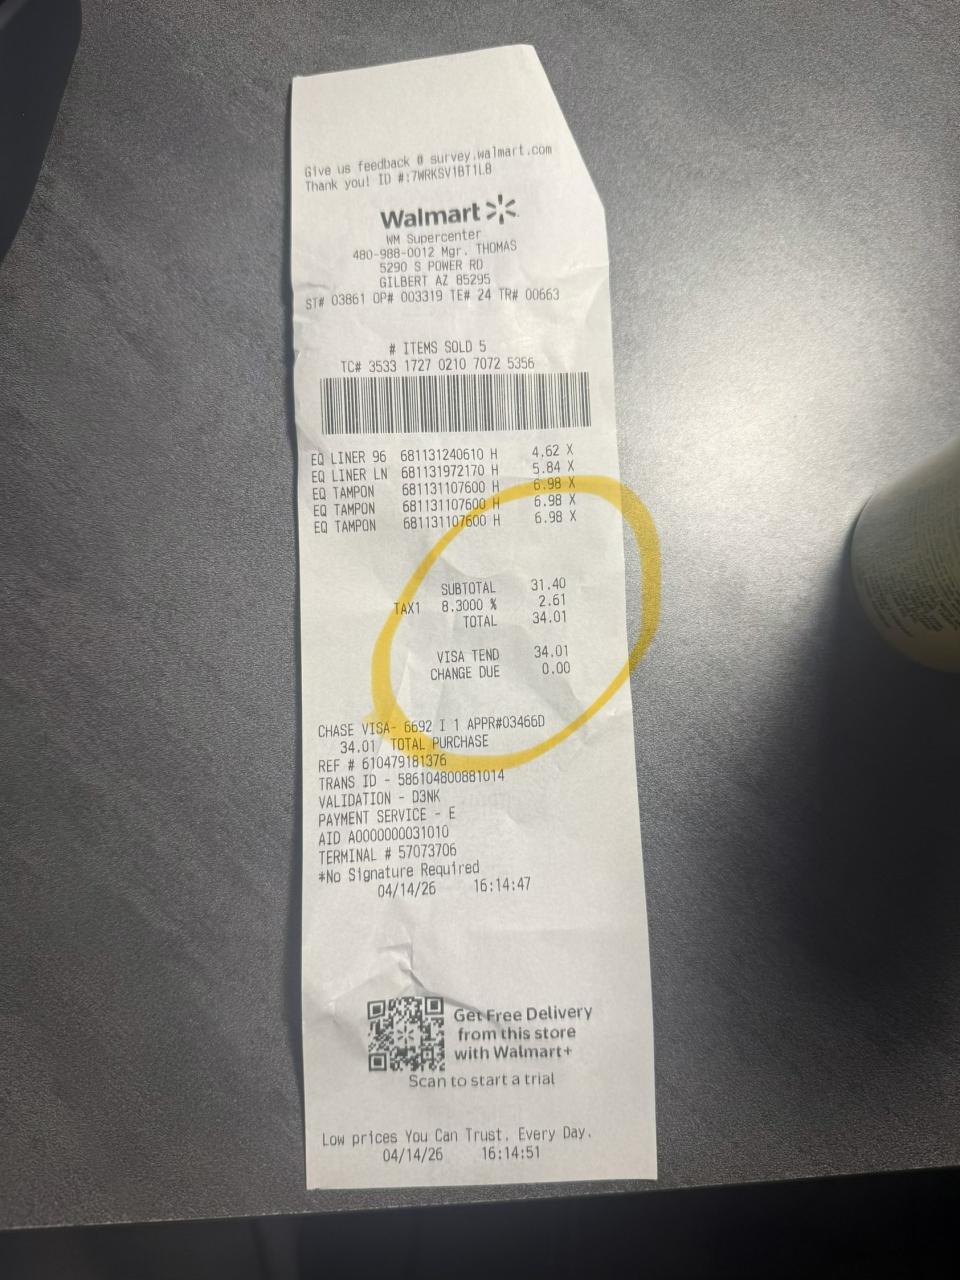 Give us feedback @ survey.walmart.com
Thank you! ID #:7WRKSV1BT1L8
Walmart
WM Supercenter
480-988-0012 Mgr. THOMAS
5290 S POWER RD
GILBERT AZ 85295
ST# 03861 OP# 003319 TE# 24 TR# 00663
# ITEMS SOLD 5
TC# 3533 1727 0210 7072 5356
EQ LINER 96 681131240610 H 4.62 X
EQ LINER LN 681131972170 H 5.84 X
EQ TAMPON 681131107600 H 6.98 X
EQ TAMPON 681131107600 H 6.98 X
EQ TAMPON 681131107600 H 6.98 X
SUBTOTAL 31.40
TAX1 8.3000 % 2.61
TOTAL 34.01
VISA TEND 34.01
CHANGE DUE 0.00
CHASE VISA- 6692 I 1 APPR#03466D
34.01 TOTAL PURCHASE
REF # 610479181376
TRANS ID - 586104800881014
VALIDATION - D3NK
PAYMENT SERVICE - E
AID A0000000031010
TERMINAL # 57073706
*No Signature Required
04/14/26 16:14:47
Get Free Delivery
from this store
with Walmart+
Scan to start a trial
Low prices You Can Trust. Every Day.
04/14/26 16:14:51